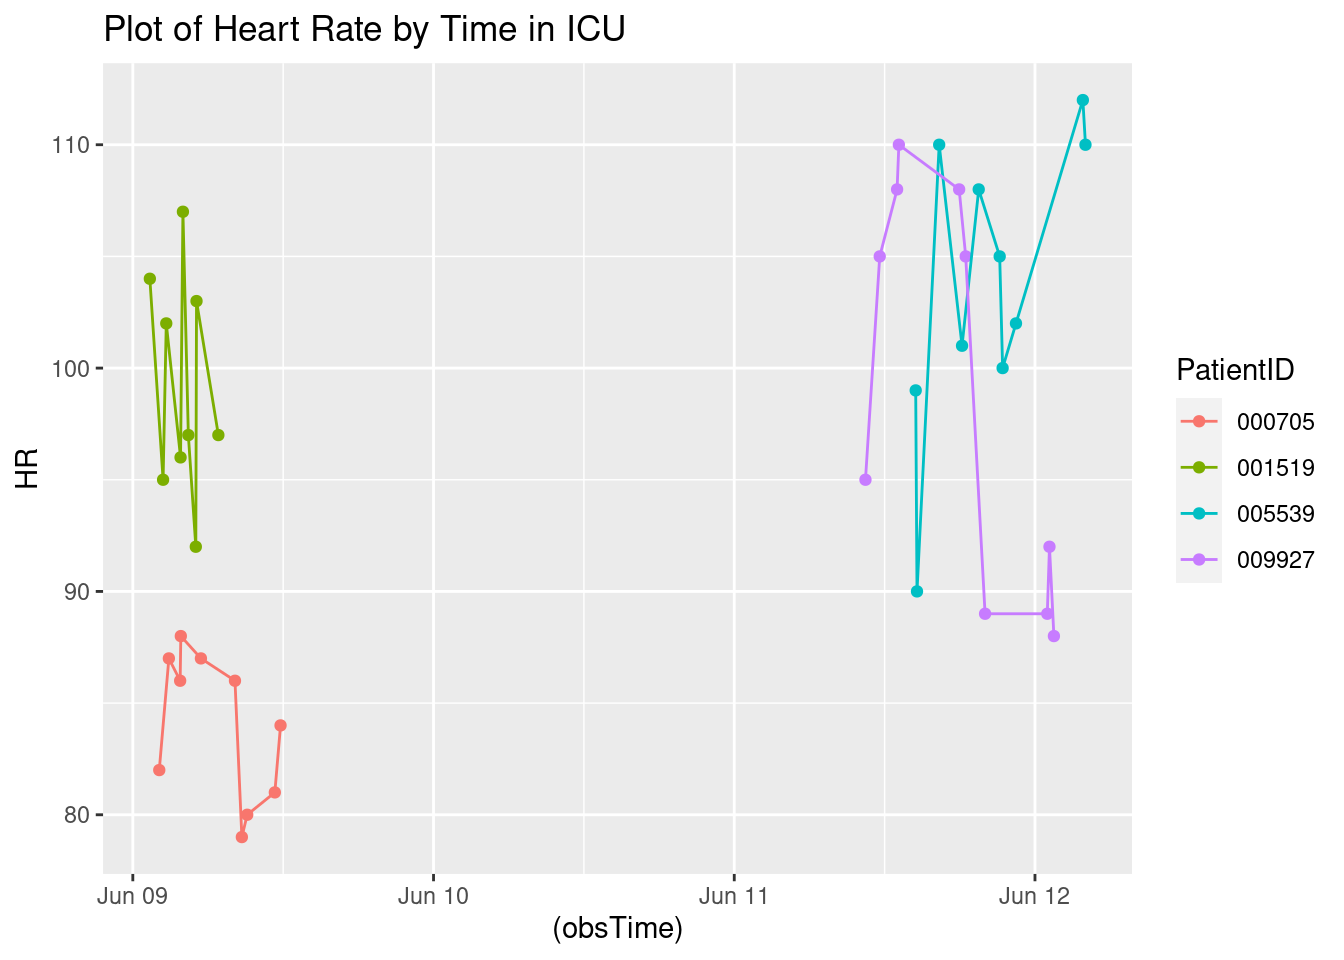 Plot of Heart Rate by Time in ICU
110
100
90
80
HR
Jun 09
Jun 10
Jun 11
Jun 12
(obsTime)
PatientID
000705
001519
005539
009927